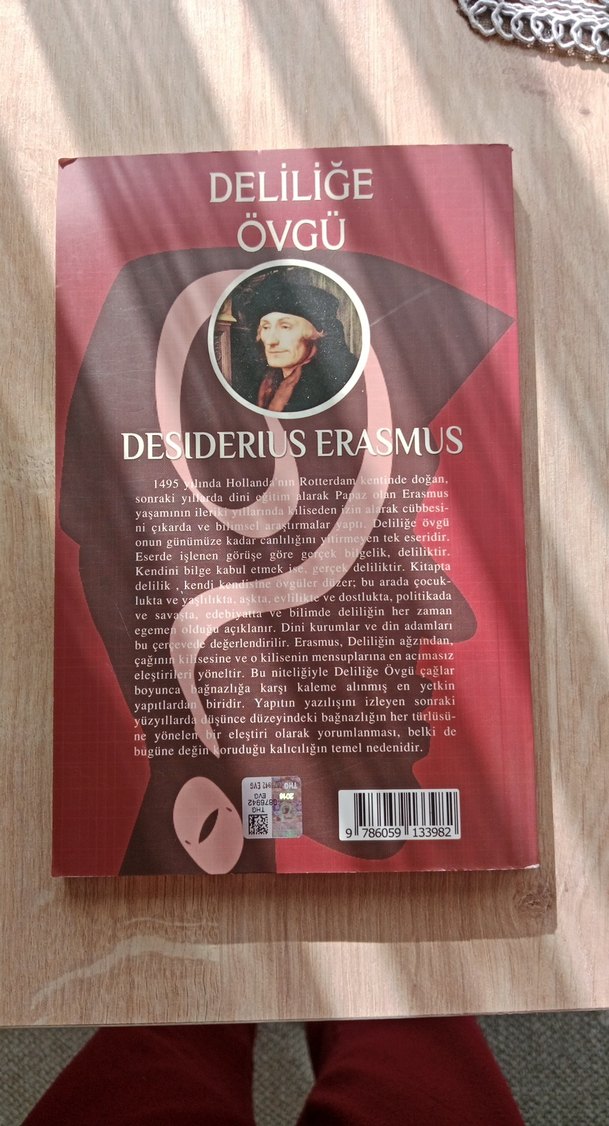 DELİLİĞE
ÖVGÜ
DESIDERIUS ERASMUS
1495 yılında Hollanda'nın Rotterdam kentinde doğan,
sonraki yıllarda dini eğitim alarak Papaz olan Erasmus
yaşamının ileriki yıllarında kiliseden izin alarak cübbesi-
ni çıkarda ve bilimsel araştırmalar yaptı. Deliliğe övgü
onun günümüze kadar canlılığını yitirmeyen tek eseridir.
Eserde işlenen görüşe göre gerçek bilgelik, deliliktir.
Kendini bilge kabul etmek ise, gerçek deliliktir. Kitapta
delilik , kendi kendisine övgüler düzer; bu arada çocuk-
lukta ve yaşlılıkta, aşkta, evlilikte ve dostlukta, politikada
ve savaşta, edebiyatta ve bilimde deliliğin her zaman
egemen olduğu açıklanır. Dini kurumlar ve din adamları
bu çerçevede değerlendirilir. Erasmus, Deliliğin ağzından,
çağının kilisesine ve o kilisenin mensuplarına en acımasız
eleştirileri yöneltir. Bu niteliğiyle Deliliğe Övgü çağlar
boyunca bağnazlığa karşı kaleme alınmış en yetkin
yapıtlardan biridir. Yapıtın yazılışını izleyen sonraki
yüzyıllarda düşünce düzeyindeki bağnazlığın her türlüsü-
ne yönelen bir eleştiri olarak yorumlanması, belki de
bugüne değin koruduğu kalıcılığın temel nedenidir.
THG
0876942
EVG
THG
2016
9 786059 133982